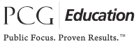 PCG Education
Public Focus. Proven Results.™